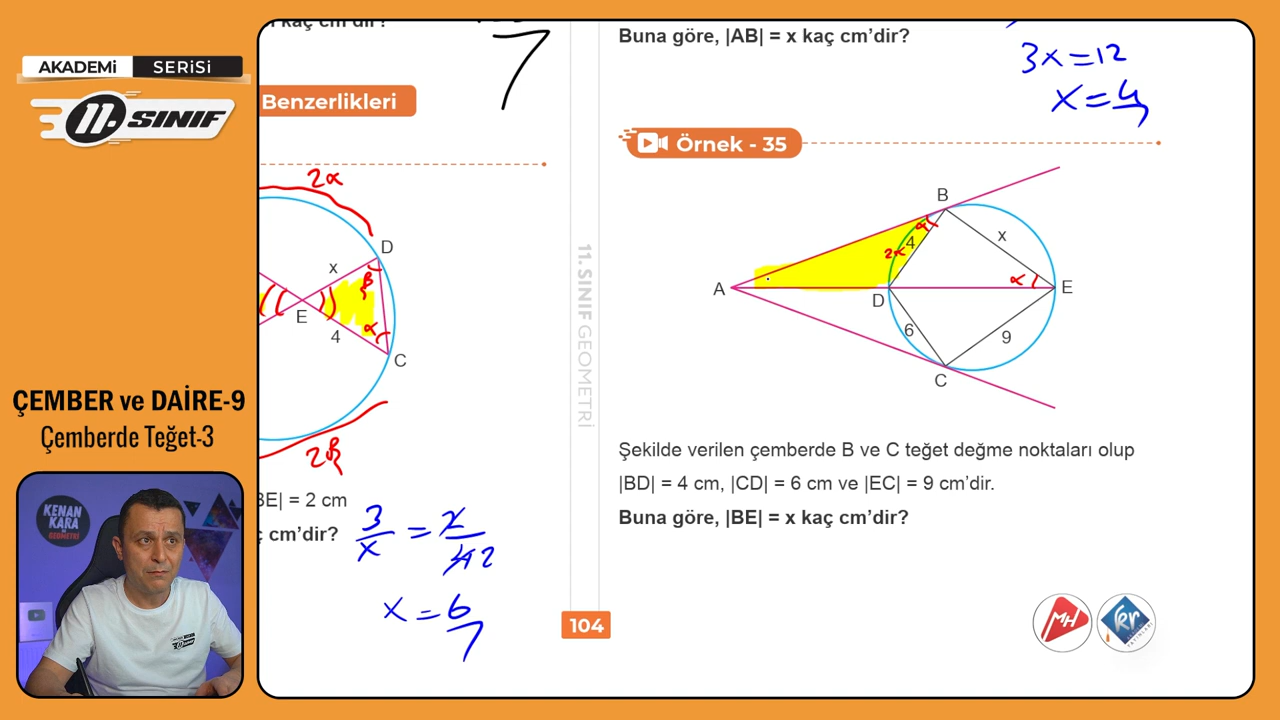 AKADEMİ SERİSİ
11. SINIF
ÇEMBER ve DAİRE-9
Çemberde Teğet-3
KENAN
KARA
GEOMETRİ
11.SINIF
kaç cm'dir?
7
Benzerlikleri
2α
D
x
β
E
α
4
C
2β
BE| = 2 cm
ç cm'dir?
3/x = x/12
x = 6
11. SINIF GEOMETRİ
104
Buna göre, |AB| = x kaç cm'dir?
3x = 12
x = 4
Örnek - 35
B
α
4
x
2α
A
α
D
E
6
9
C
Şekilde verilen çemberde B ve C teğet değme noktaları olup
|BD| = 4 cm, |CD| = 6 cm ve |EC| = 9 cm'dir.
Buna göre, |BE| = x kaç cm'dir?
MH
kr